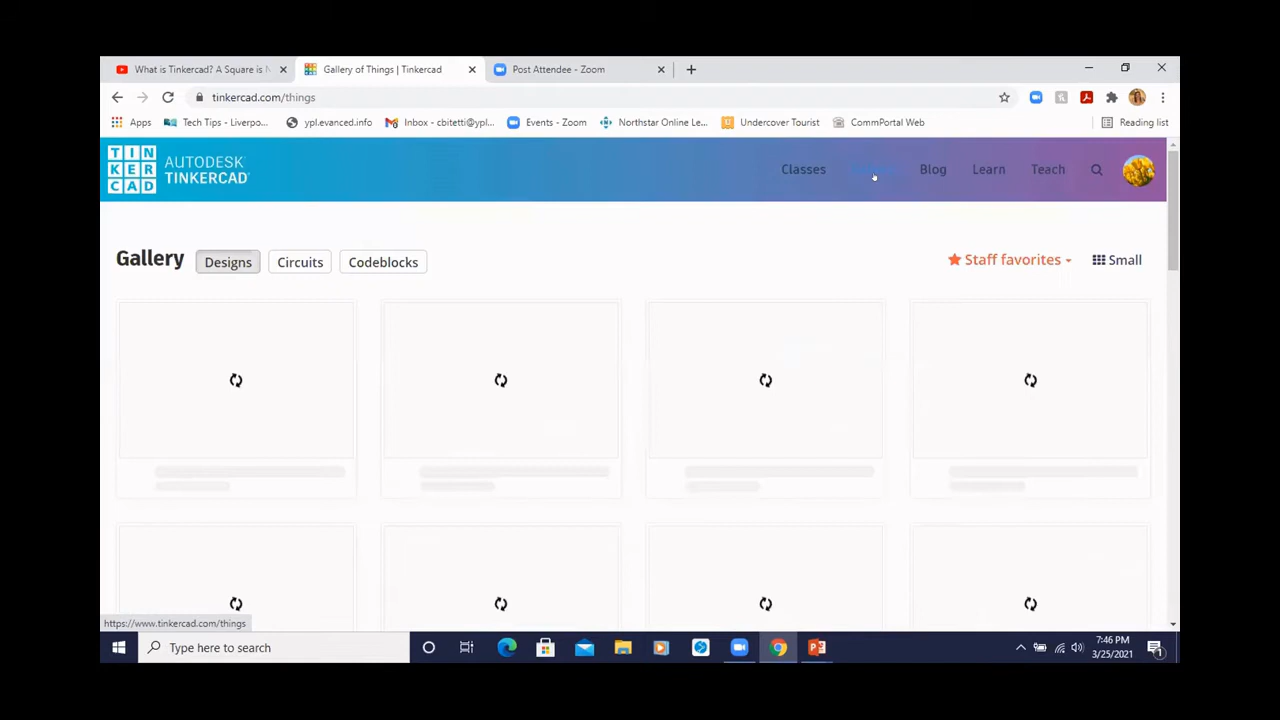 What is Tinkercad? A Square is N
Gallery of Things | Tinkercad
Post Attendee - Zoom
tinkercad.com/things
Apps
Tech Tips - Liverpo...
ypl.evanced.info
Inbox - cbitetti@ypl...
Events - Zoom
Northstar Online Le...
Undercover Tourist
CommPortal Web
Reading list
TIN
KER
CAD
AUTODESK
TINKERCAD
Classes
Blog
Learn
Teach
Gallery
Designs
Circuits
Codeblocks
Staff favorites
Small
https://www.tinkercad.com/things
Type here to search
7:46 PM
3/25/2021
1